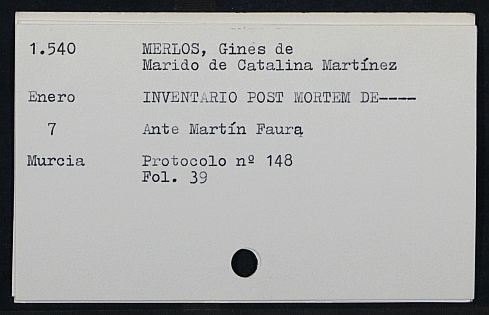 1.540 MERLOS, Gines de
Marido de Catalina Martínez
Enero INVENTARIO POST MORTEM DE----
7 Ante Martín Faura
Murcia Protocolo nº 148
Fol. 39